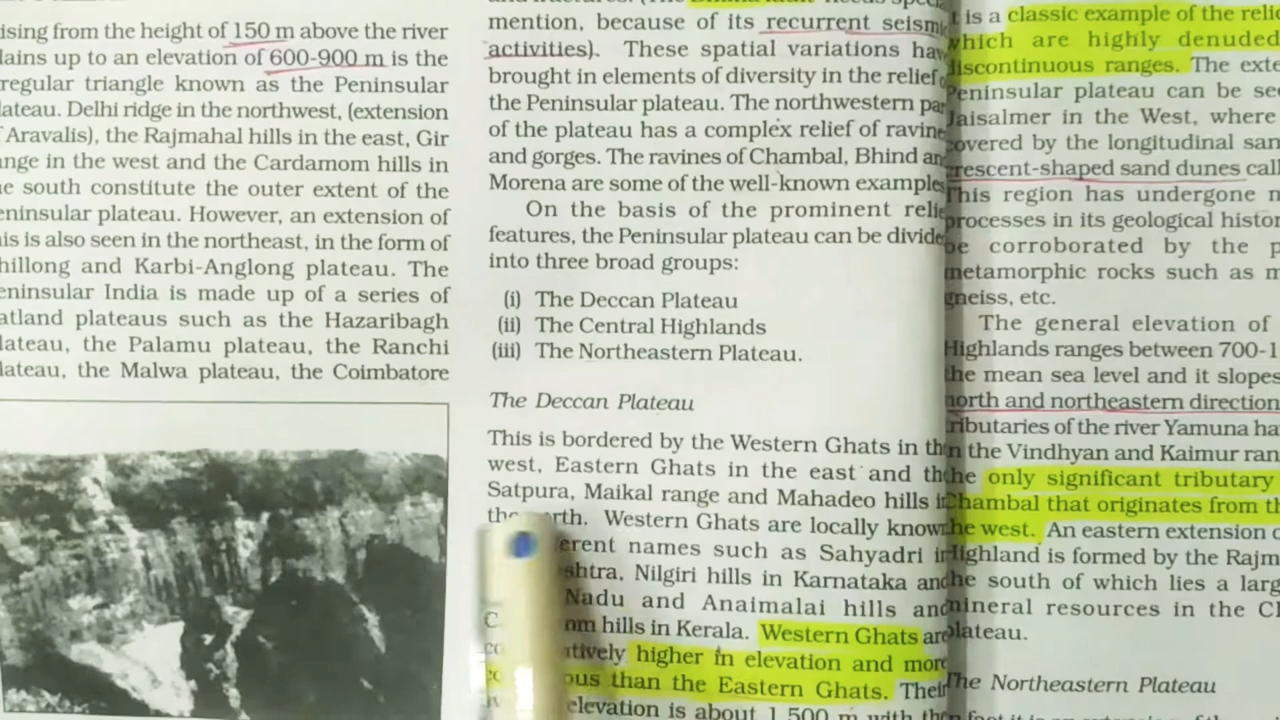 ising from the height of 150 m above the river
lains up to an elevation of 600-900 m is the
regular triangle known as the Peninsular
lateau. Delhi ridge in the northwest, (extension
f Aravalis), the Rajmahal hills in the east, Gir
nge in the west and the Cardamom hills in
e south constitute the outer extent of the
eninsular plateau. However, an extension of
is is also seen in the northeast, in the form of
hillong and Karbi-Anglong plateau. The
eninsular India is made up of a series of
atland plateaus such as the Hazaribagh
lateau, the Palamu plateau, the Ranchi
lateau, the Malwa plateau, the Coimbatore
mention, because of its recurrent seism
activities). These spatial variations hav
brought in elements of diversity in the relief
the Peninsular plateau. The northwestern pa
of the plateau has a complex relief of ravine
and gorges. The ravines of Chambal, Bhind an
Morena are some of the well-known examples
On the basis of the prominent relie
features, the Peninsular plateau can be divide
into three broad groups:
(i) The Deccan Plateau
(ii) The Central Highlands
(iii) The Northeastern Plateau.
The Deccan Plateau
This is bordered by the Western Ghats in th
west, Eastern Ghats in the east and th
Satpura, Maikal range and Mahadeo hills i
the orth. Western Ghats are locally know
erent names such as Sahyadri i
shtra, Nilgiri hills in Karnataka and
Nadu and Anaimalai hills and
om hills in Kerala. Western Ghats are
atively higher in elevation and more
ous than the Eastern Ghats. Their
elevation is about 1,500 m with the
t is a classic example of the relie
which are highly denuded
discontinuous ranges. The exte
Peninsular plateau can be see
Jaisalmer in the West, where
covered by the longitudinal san
crescent-shaped sand dunes call
This region has undergone m
processes in its geological histor
be corroborated by the p
metamorphic rocks such as m
gneiss, etc.
The general elevation of
Highlands ranges between 700-1
the mean sea level and it slopes
north and northeastern direction
tributaries of the river Yamuna ha
n the Vindhyan and Kaimur ran
he only significant tributary
Chambal that originates from th
he west. An eastern extension o
Highland is formed by the Rajm
he south of which lies a larg
mineral resources in the C
plateau.
The Northeastern Plateau